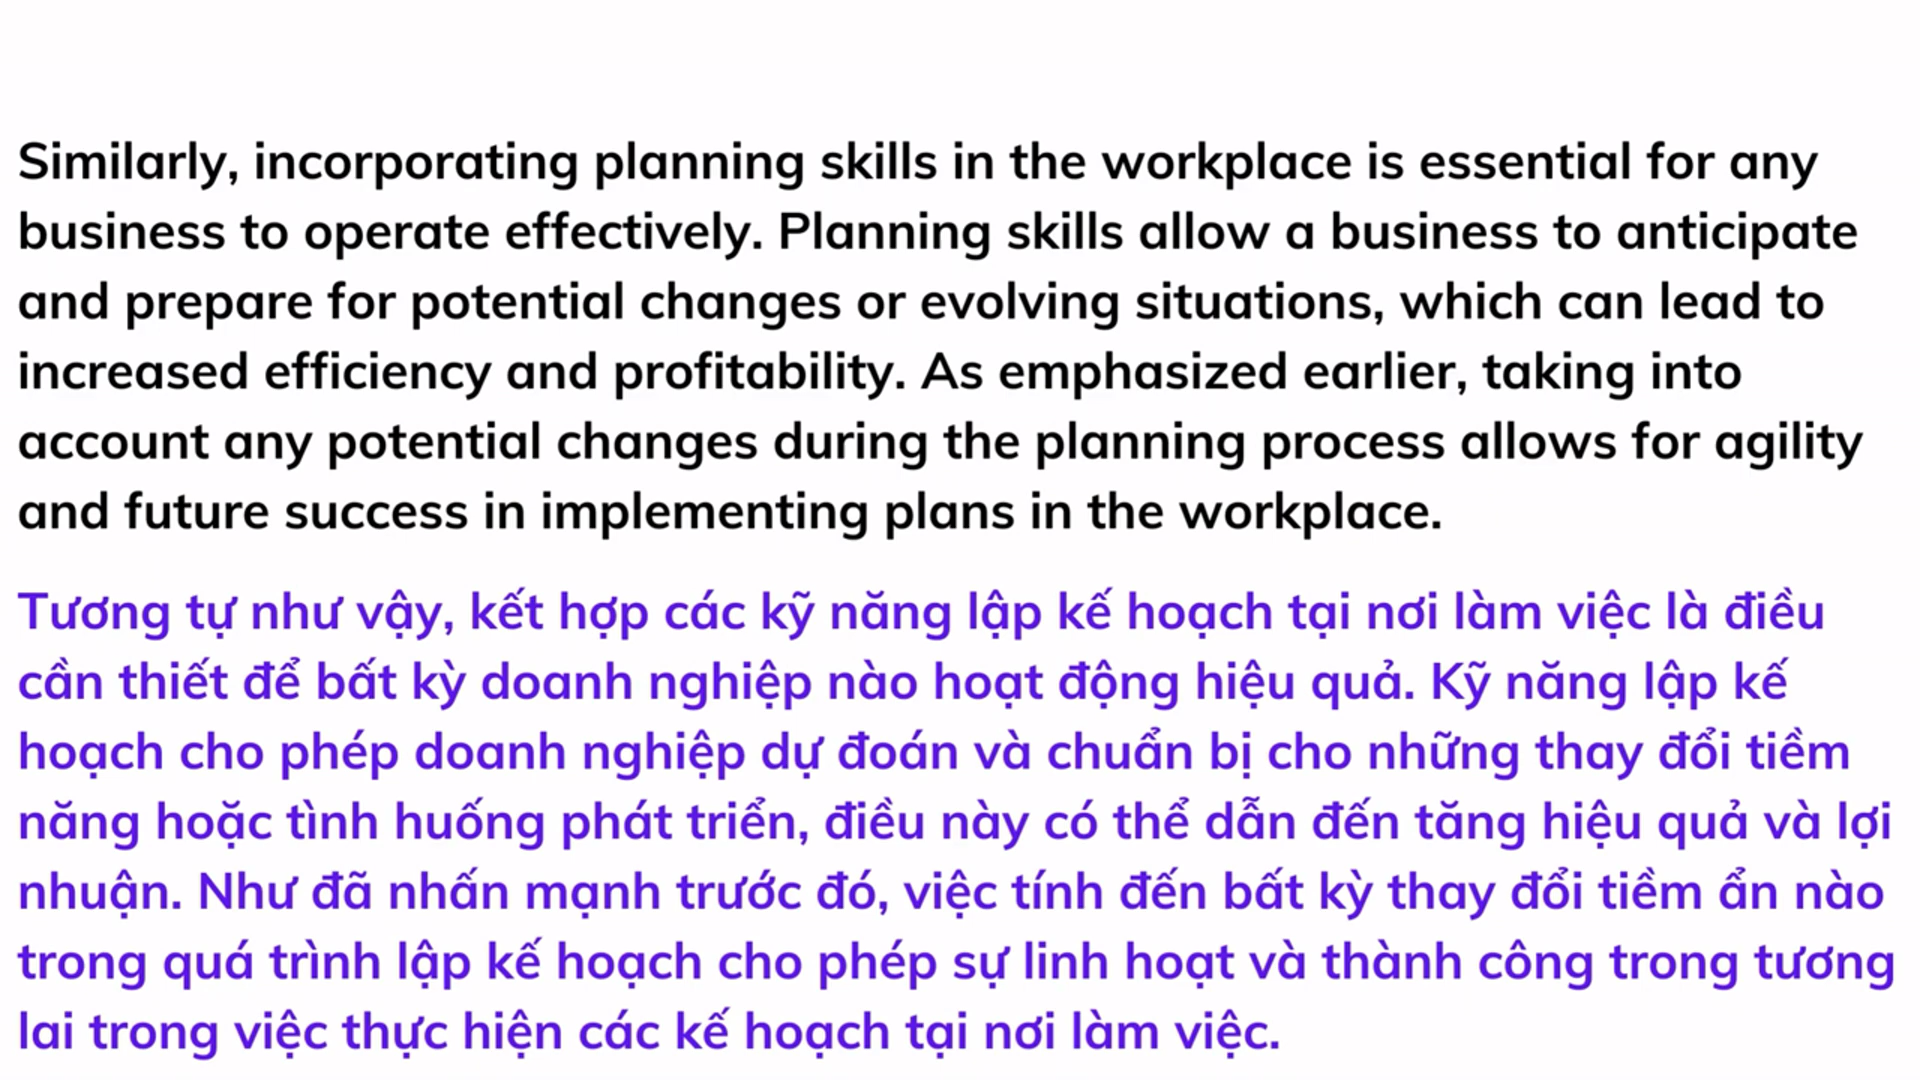 Similarly, incorporating planning skills in the workplace is essential for any
business to operate effectively. Planning skills allow a business to anticipate
and prepare for potential changes or evolving situations, which can lead to
increased efficiency and profitability. As emphasized earlier, taking into
account any potential changes during the planning process allows for agility
and future success in implementing plans in the workplace.
Tương tự như vậy, kết hợp các kỹ năng lập kế hoạch tại nơi làm việc là điều
cần thiết để bất kỳ doanh nghiệp nào hoạt động hiệu quả. Kỹ năng lập kế
hoạch cho phép doanh nghiệp dự đoán và chuẩn bị cho những thay đổi tiềm
năng hoặc tình huống phát triển, điều này có thể dẫn đến tăng hiệu quả và lợi
nhuận. Như đã nhấn mạnh trước đó, việc tính đến bất kỳ thay đổi tiềm ẩn nào
trong quá trình lập kế hoạch cho phép sự linh hoạt và thành công trong tương
lai trong việc thực hiện các kế hoạch tại nơi làm việc.